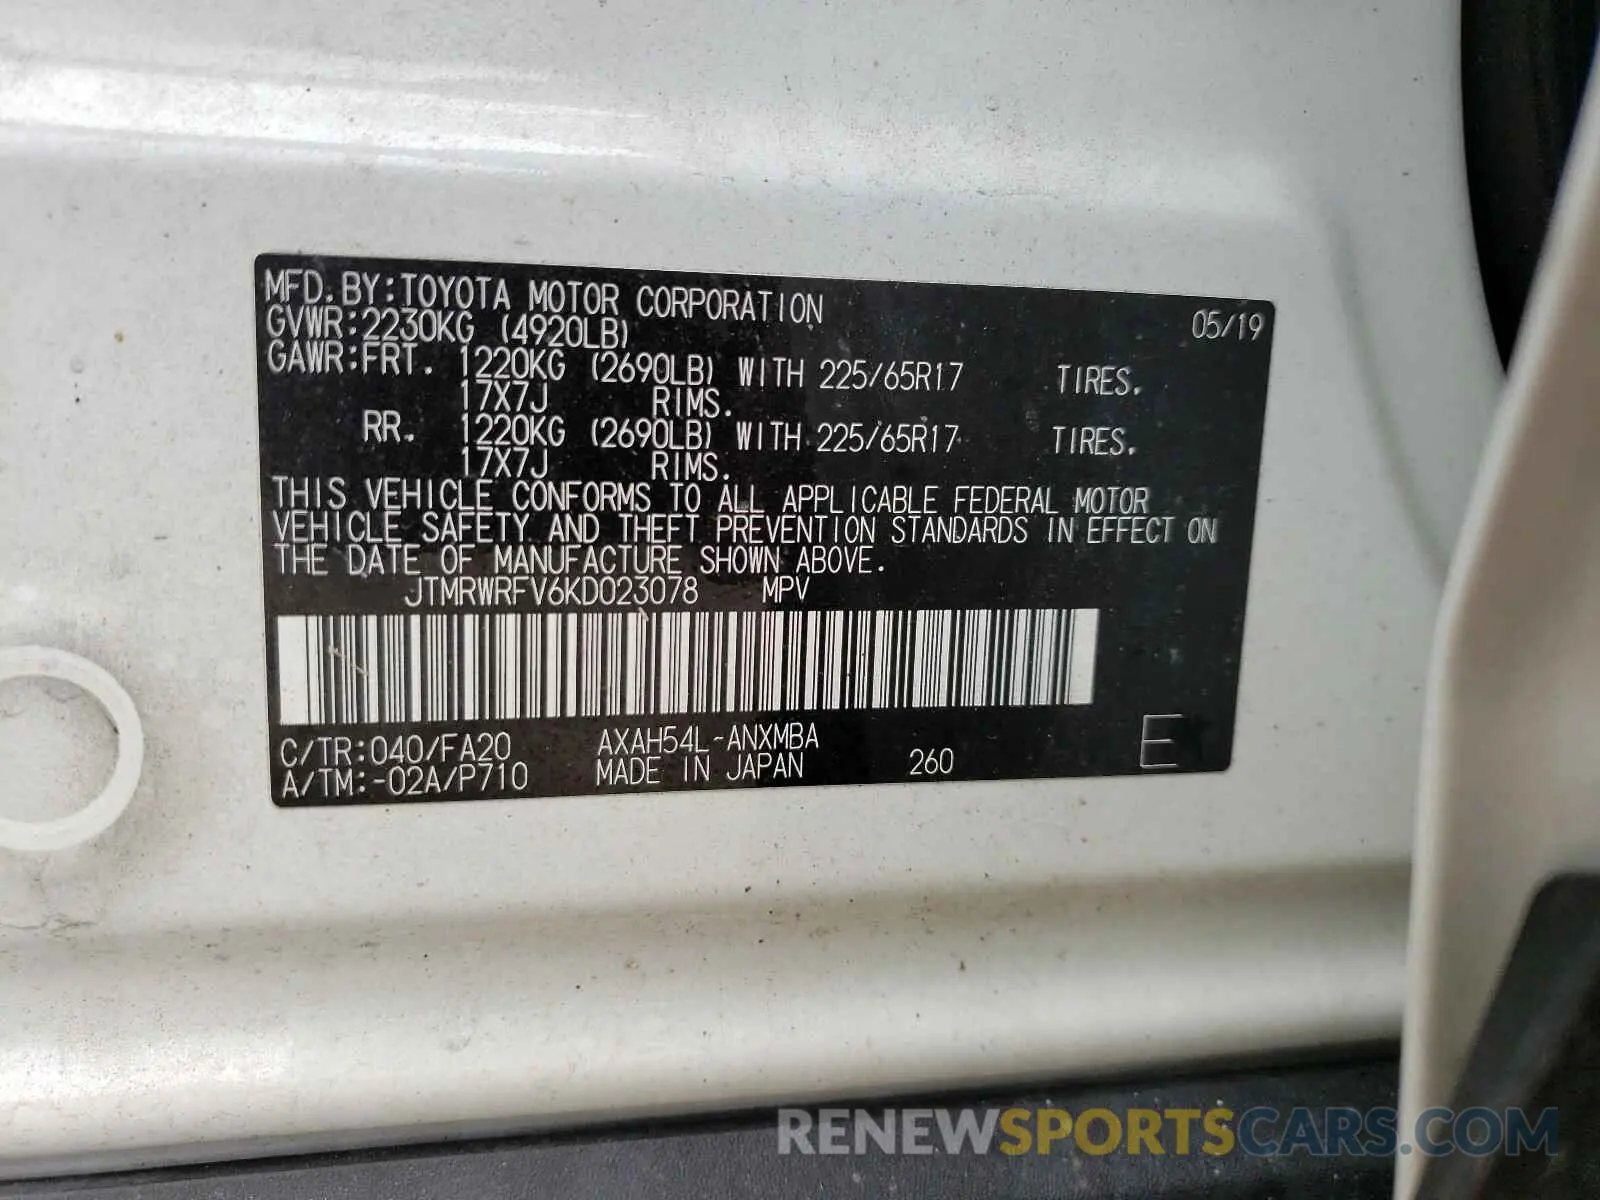 MFD. BY: TOYOTA MOTOR CORPORATION 05/19
GVWR: 2230KG (4920LB)
GAWR: FRT. 1220KG (2690LB) WITH 225/65R17 TIRES.
17X7J RIMS.
RR. 1220KG (2690LB) WITH 225/65R17 TIRES.
17X7J RIMS.
THIS VEHICLE CONFORMS TO ALL APPLICABLE FEDERAL MOTOR
VEHICLE SAFETY AND THEFT PREVENTION STANDARDS IN EFFECT ON
THE DATE OF MANUFACTURE SHOWN ABOVE.
JTMRWRFV6KD023078 MPV
C/TR: 040/FA20 AXAH54L-ANXMBA
A/TM: -02A/P710 MADE IN JAPAN 260 E
RENEWSPORTSCARS.COM